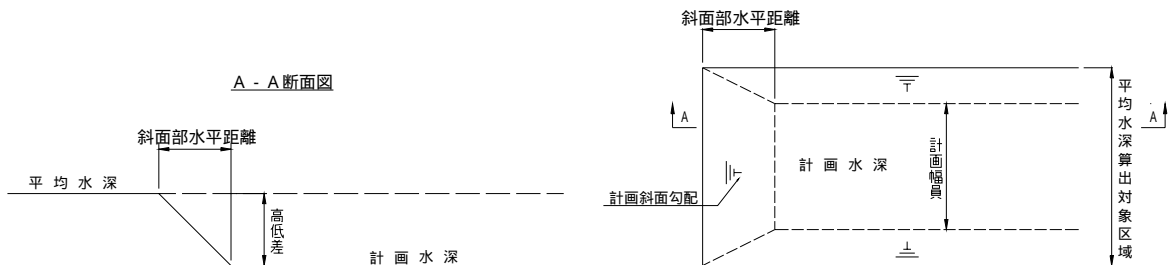 A - A断面図
斜面部水平距離
平均水深
高低差
計画水深
斜面部水平距離
A
A
計画水深
計画幅員
計画斜面勾配
平均水深算出対象区域